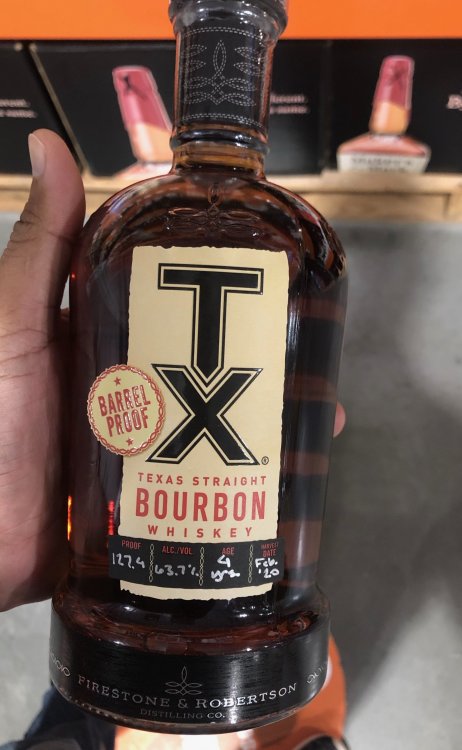 TX®
BARREL
PROOF
TEXAS STRAIGHT
BOURBON
WHISKEY
PROOF ALC./VOL AGE HARVEST DATE
127.4 63.7% 4 yrs. Feb. '20
FIRESTONE & ROBERTSON
DISTILLING CO.